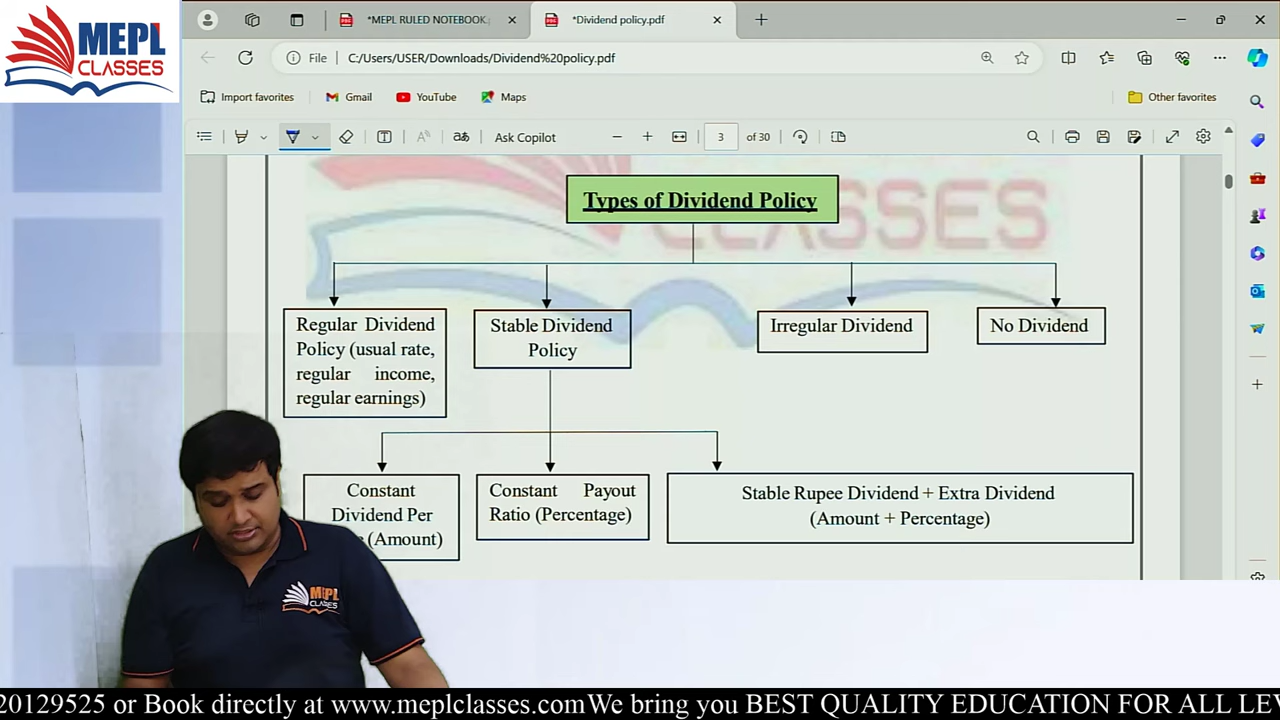 MEPL
CLASSES
*MEPL RULED NOTEBOOK.
*Dividend policy.pdf
File
C:/Users/USER/Downloads/Dividend%20policy.pdf
Import favorites
Gmail
YouTube
Maps
Other favorites
Ask Copilot
3
of 30
CLASSES
Types of Dividend Policy
Regular Dividend
Policy (usual rate,
regular income,
regular earnings)
Stable Dividend
Policy
Irregular Dividend
No Dividend
Constant
Dividend Per
(Amount)
Constant Payout
Ratio (Percentage)
Stable Rupee Dividend + Extra Dividend
(Amount + Percentage)
MEPL
CLASSES
20129525 or Book directly at www.meplclasses.comWe bring you BEST QUALITY EDUCATION FOR ALL LEV